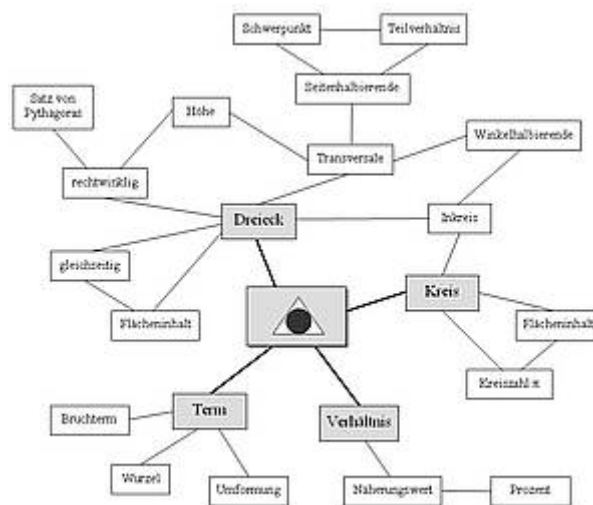 Schwerpunkt
Teilverhältnis
Seitenhalbierende
Satz von
Pythagoras
Höhe
Winkelhalbierende
Transversale
rechtwinklig
Dreieck
Inkreis
gleichzeitig
Kreis
Flächeninhalt
Flächeninhalt
Kreiszahl π
Term
Verhältnis
Bruchterm
Wurzel
Umformung
Näherungswert
Prozent